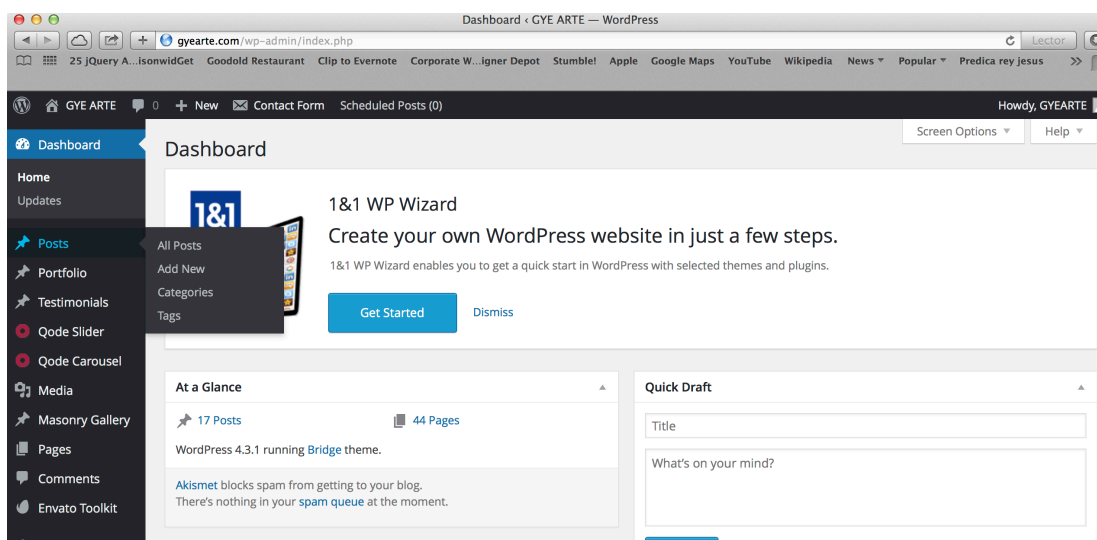 Dashboard ‹ GYE ARTE — WordPress
gyearte.com/wp-admin/index.php
Lector
25 jQuery A...isonwidGet Goodold Restaurant Clip to Evernote Corporate W...igner Depot Stumble! Apple Google Maps YouTube Wikipedia News Popular Predica rey jesus >>
GYE ARTE 0 + New Contact Form Scheduled Posts (0) Howdy, GYEARTE
Screen Options Help
Dashboard
Home
Updates
Posts
Portfolio
Testimonials
Qode Slider
Qode Carousel
Media
Masonry Gallery
Pages
Comments
Envato Toolkit
All Posts
Add New
Categories
Tags
Dashboard
1&1
1&1 WP Wizard
Create your own WordPress website in just a few steps.
1&1 WP Wizard enables you to get a quick start in WordPress with selected themes and plugins.
Get Started Dismiss
At a Glance
17 Posts 44 Pages
WordPress 4.3.1 running Bridge theme.
Akismet blocks spam from getting to your blog.
There's nothing in your spam queue at the moment.
Quick Draft
Title
What's on your mind?